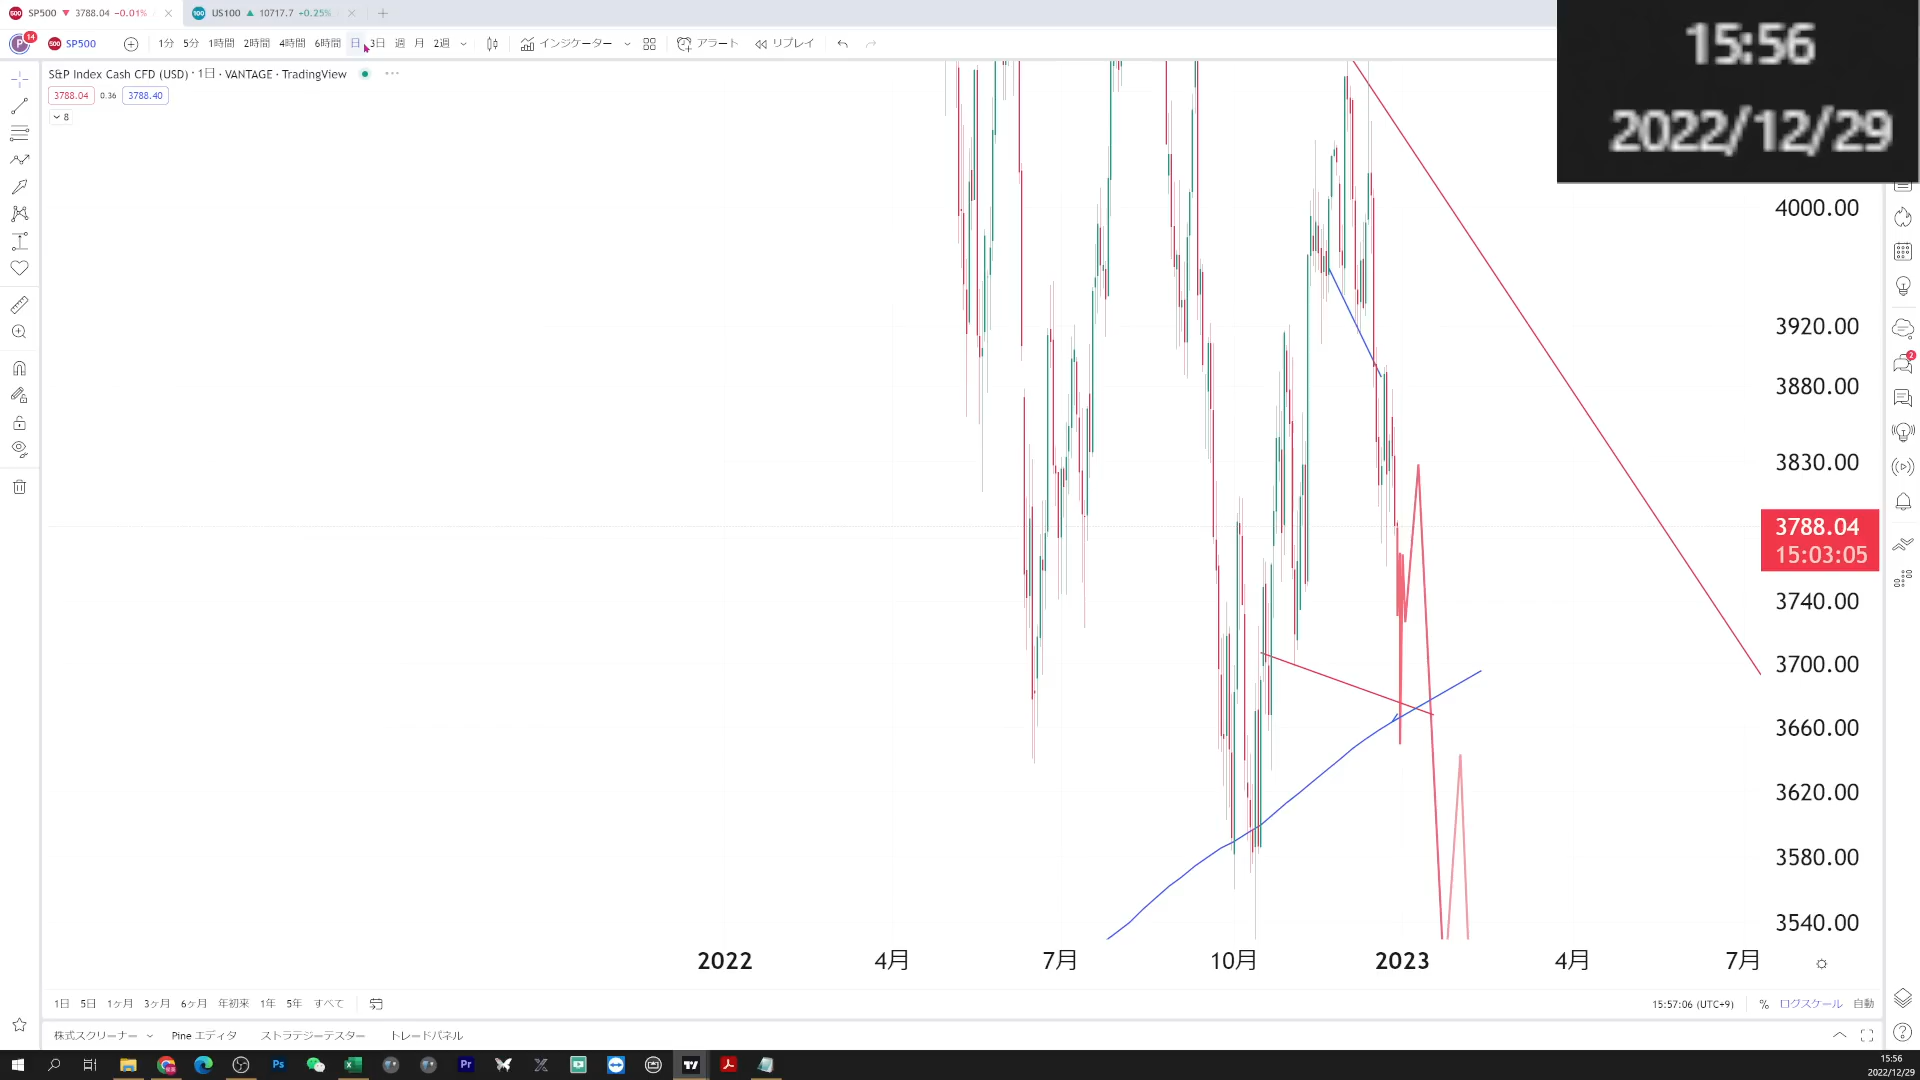 SP500 ▼ 3788.04 −0.01%
US100 ▲ 10717.7 +0.25%
15:56
2022/12/29
P 14
SP500 1分 5分 1時間 2時間 4時間 6時間 日 3日 週 月 2週 インジケーター アラート リプレイ
S&P Index Cash CFD (USD) · 1日 · VANTAGE · TradingView
3788.04 0.36 3788.40
8
4000.00
3920.00
3880.00
3830.00
3788.04
15:03:05
3740.00
3700.00
3660.00
3620.00
3580.00
3540.00
2
2022 4月 7月 10月 2023 4月 7月
1日 5日 1ヶ月 3ヶ月 6ヶ月 年初来 1年 5年 すべて
15:57:06 (UTC+9) % ログスケール 自動
株式スクリーナー Pine エディタ ストラテジーテスター トレードパネル
Ps
Pr
15:56
2022/12/29